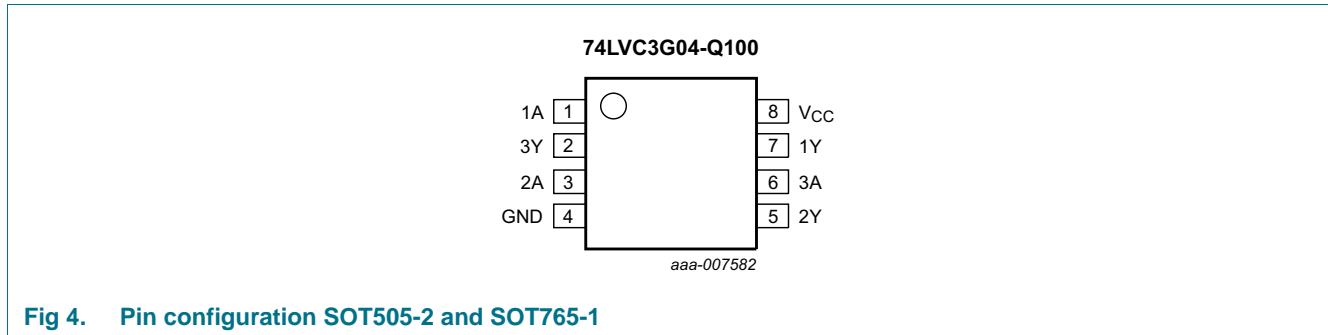 74LVC3G04-Q100
1A 1 8 VCC
3Y 2 7 1Y
2A 3 6 3A
GND 4 5 2Y
aaa-007582
Fig 4. Pin configuration SOT505-2 and SOT765-1